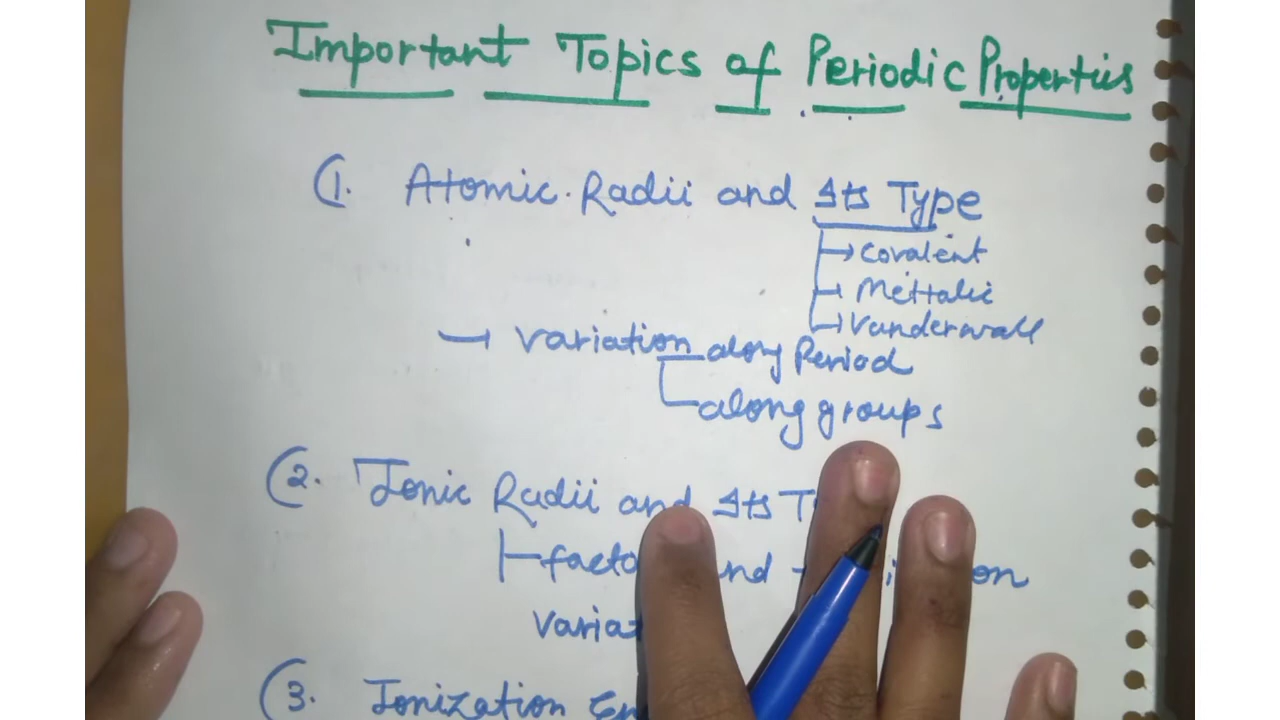 Important Topics of Periodic Properties
(1. Atomic Radii and Its Type
→ Covalent
→ Mettalic
→ Vanderwall
→ variation along Period
along groups
(2. Ionic Radii and Its
and
on
(3. Ionization